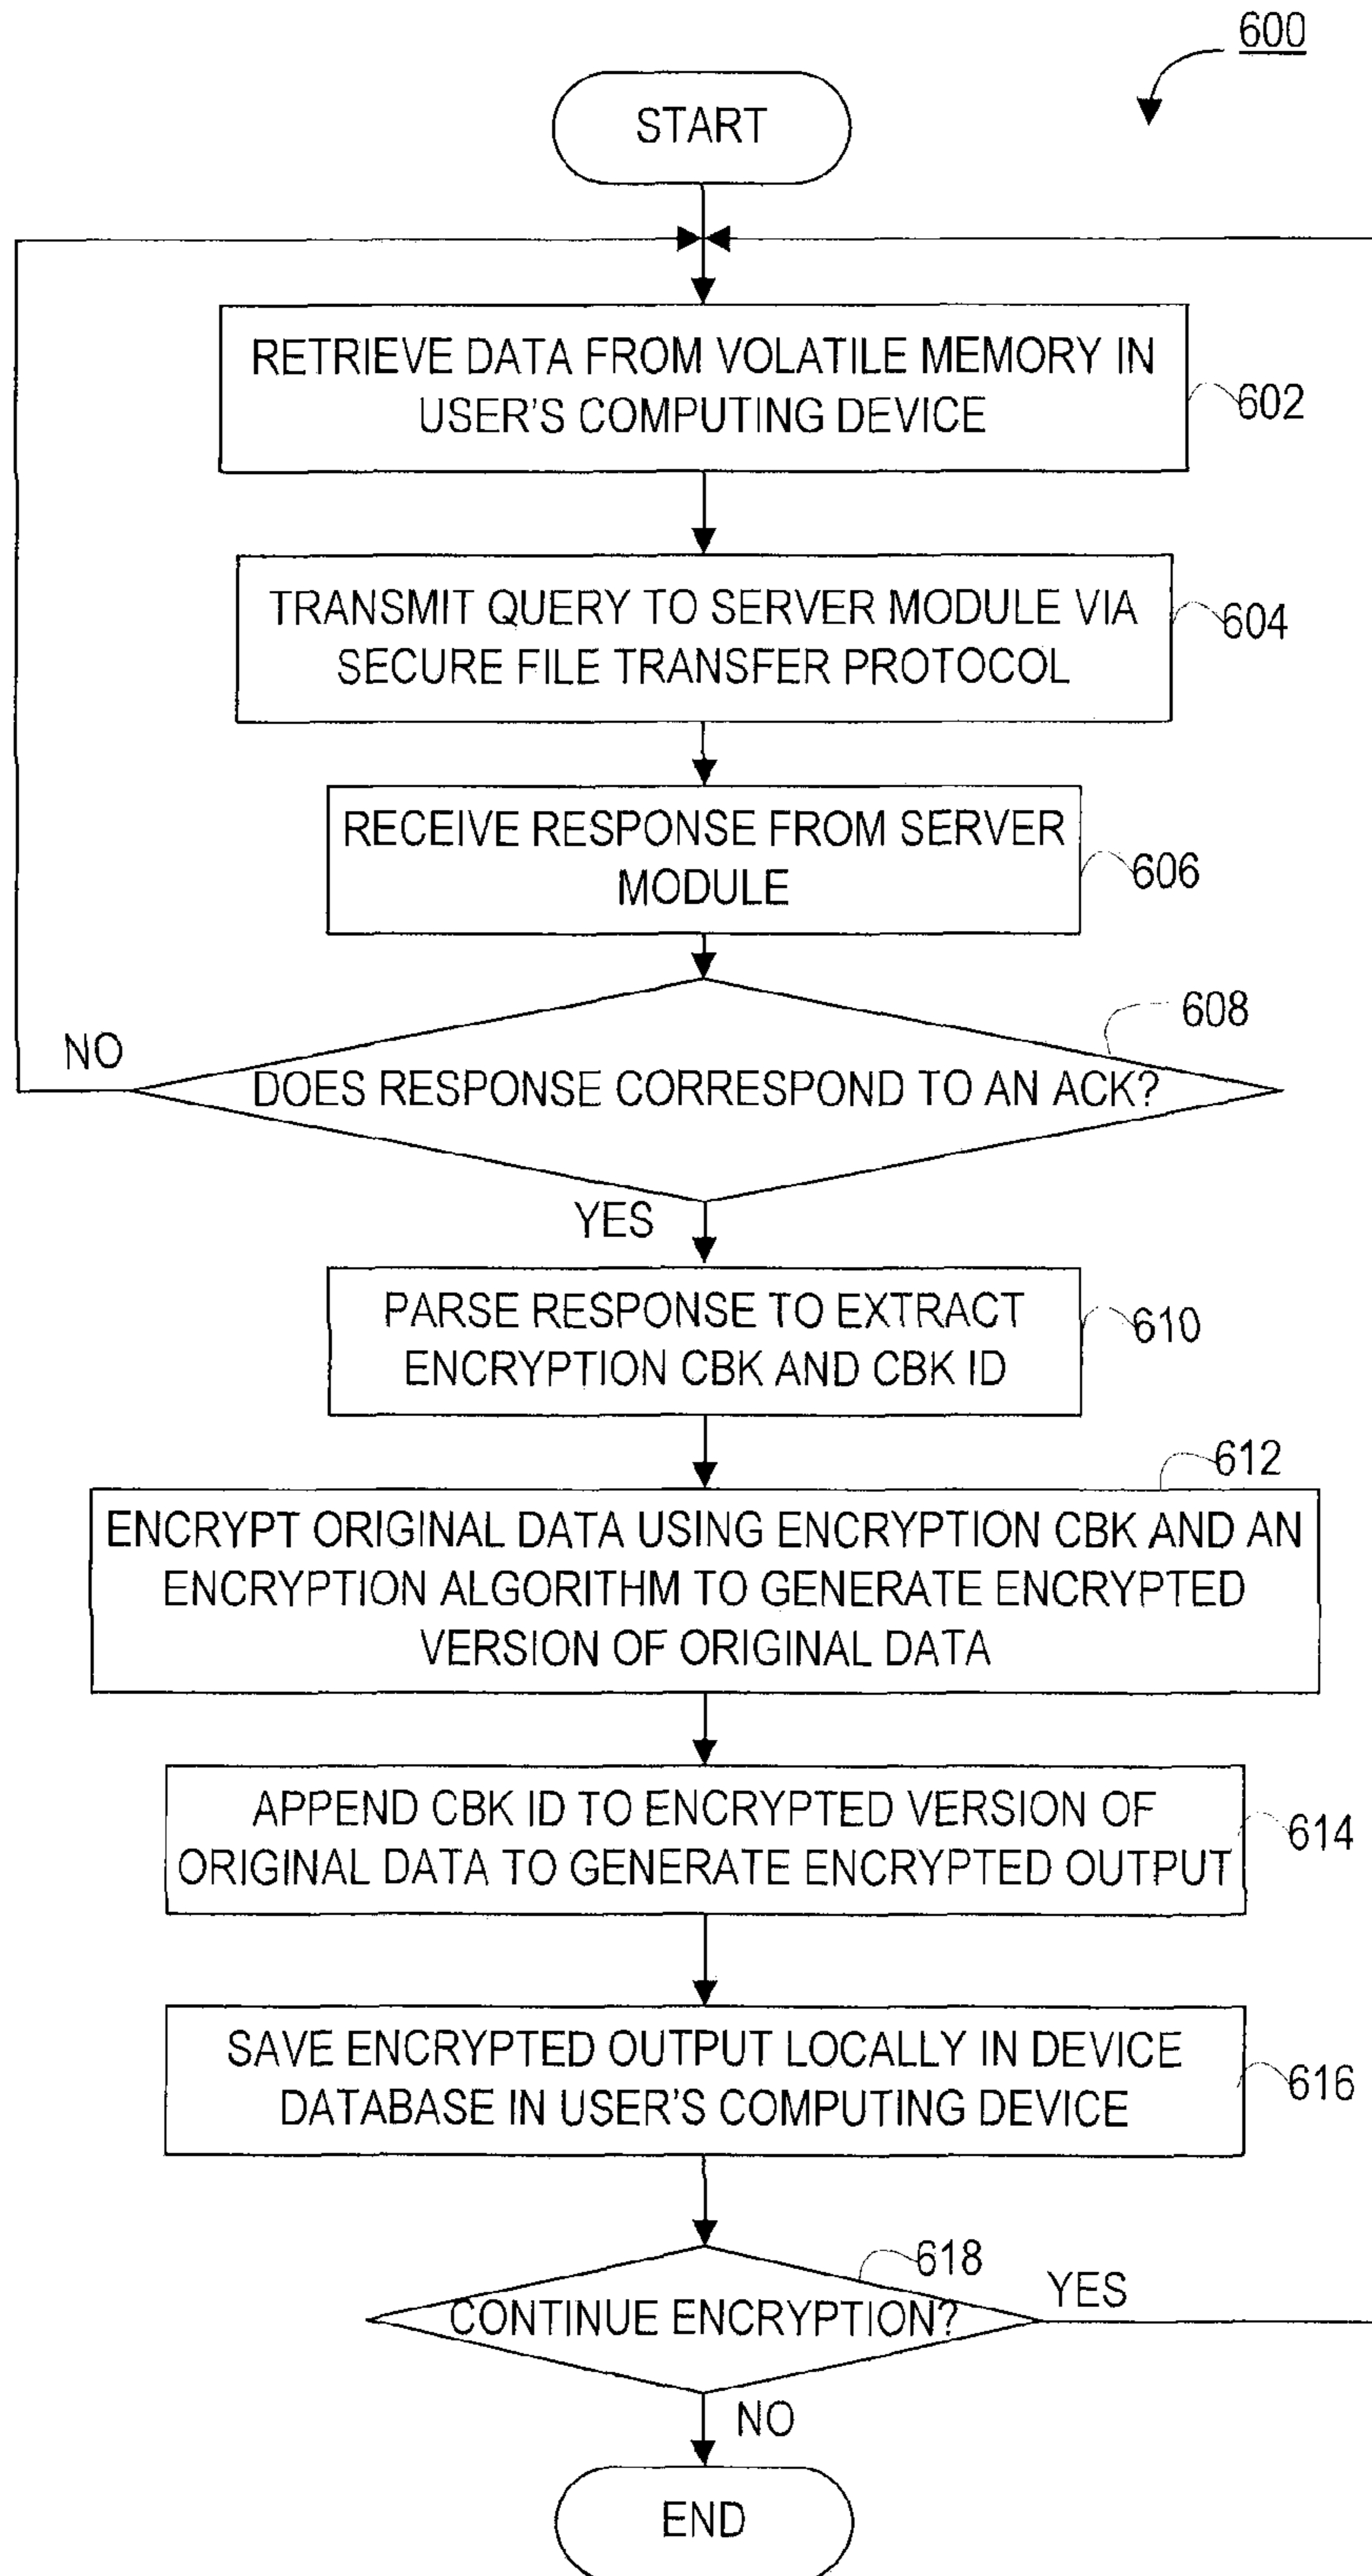 600
START
RETRIEVE DATA FROM VOLATILE MEMORY IN
USER'S COMPUTING DEVICE
602
TRANSMIT QUERY TO SERVER MODULE VIA
SECURE FILE TRANSFER PROTOCOL
604
RECEIVE RESPONSE FROM SERVER
MODULE
606
608
NO
DOES RESPONSE CORRESPOND TO AN ACK?
YES
PARSE RESPONSE TO EXTRACT
ENCRYPTION CBK AND CBK ID
610
612
ENCRYPT ORIGINAL DATA USING ENCRYPTION CBK AND AN
ENCRYPTION ALGORITHM TO GENERATE ENCRYPTED
VERSION OF ORIGINAL DATA
APPEND CBK ID TO ENCRYPTED VERSION OF
ORIGINAL DATA TO GENERATE ENCRYPTED OUTPUT
614
SAVE ENCRYPTED OUTPUT LOCALLY IN DEVICE
DATABASE IN USER'S COMPUTING DEVICE
616
618
YES
CONTINUE ENCRYPTION?
NO
END